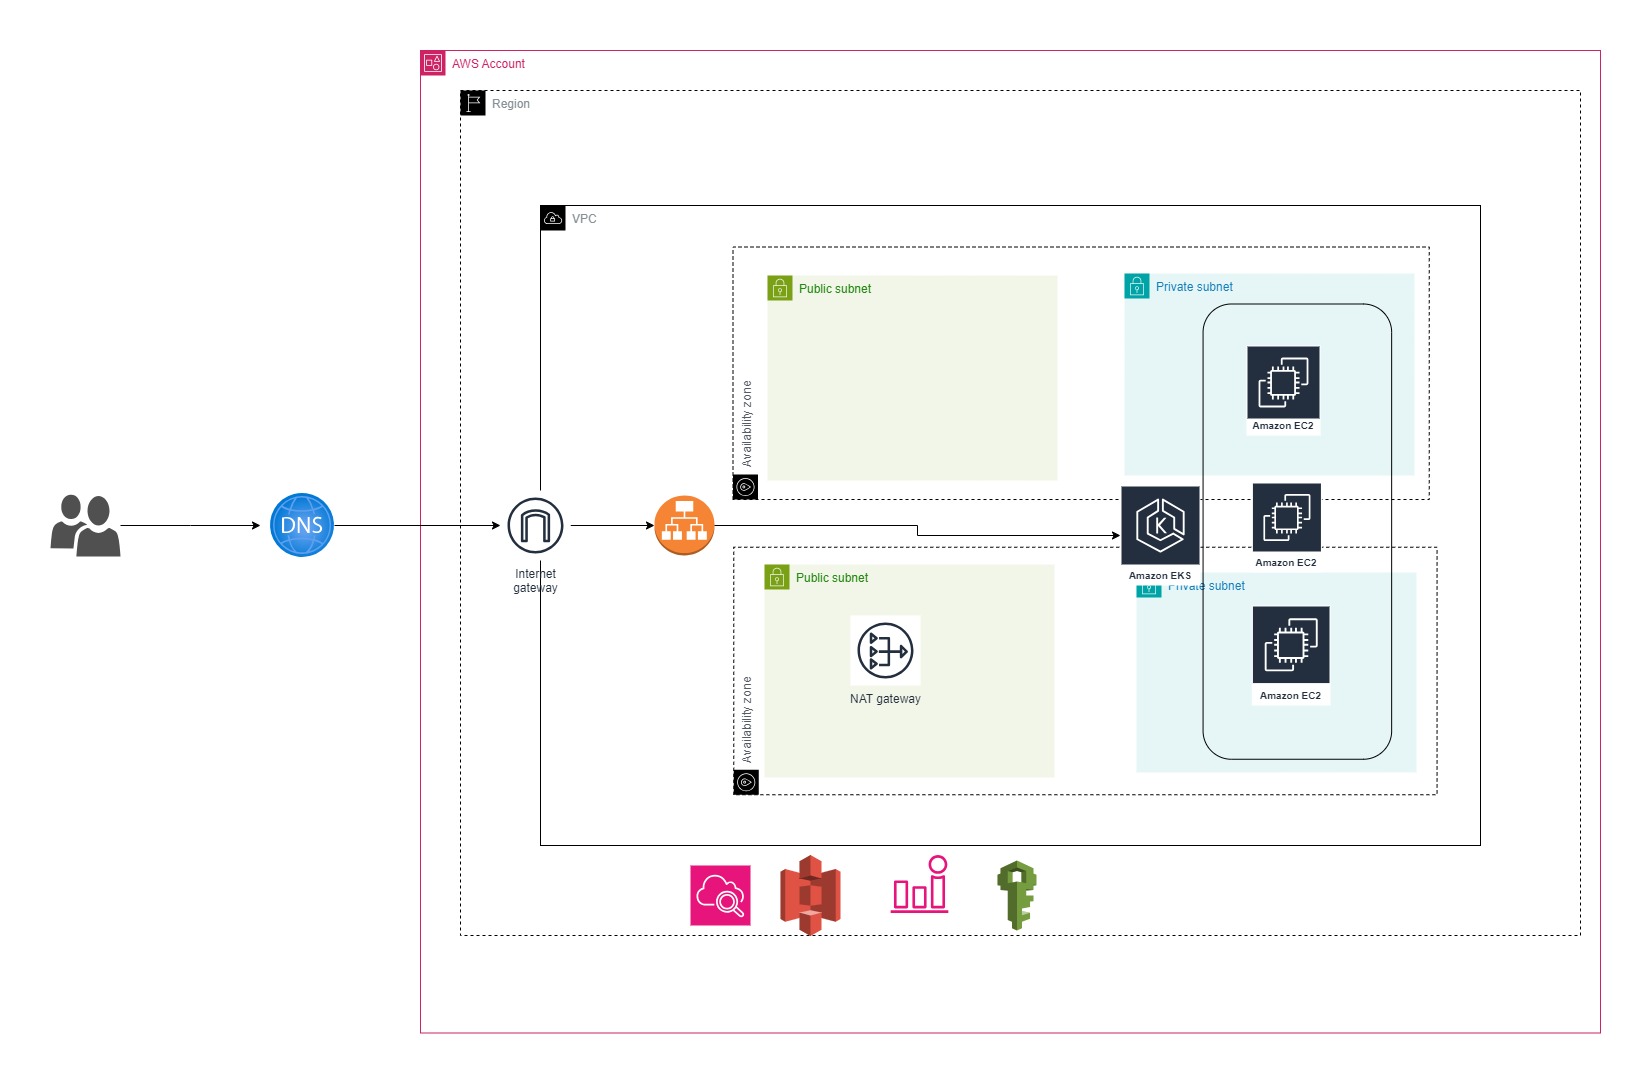 AWS Account
Region
VPC
Public subnet
Private subnet
Availability zone
Amazon EC2
DNS
Internet
gateway
K
Amazon EKS
Amazon EC2
Public subnet
Private subnet
Availability zone
NAT gateway
Amazon EC2